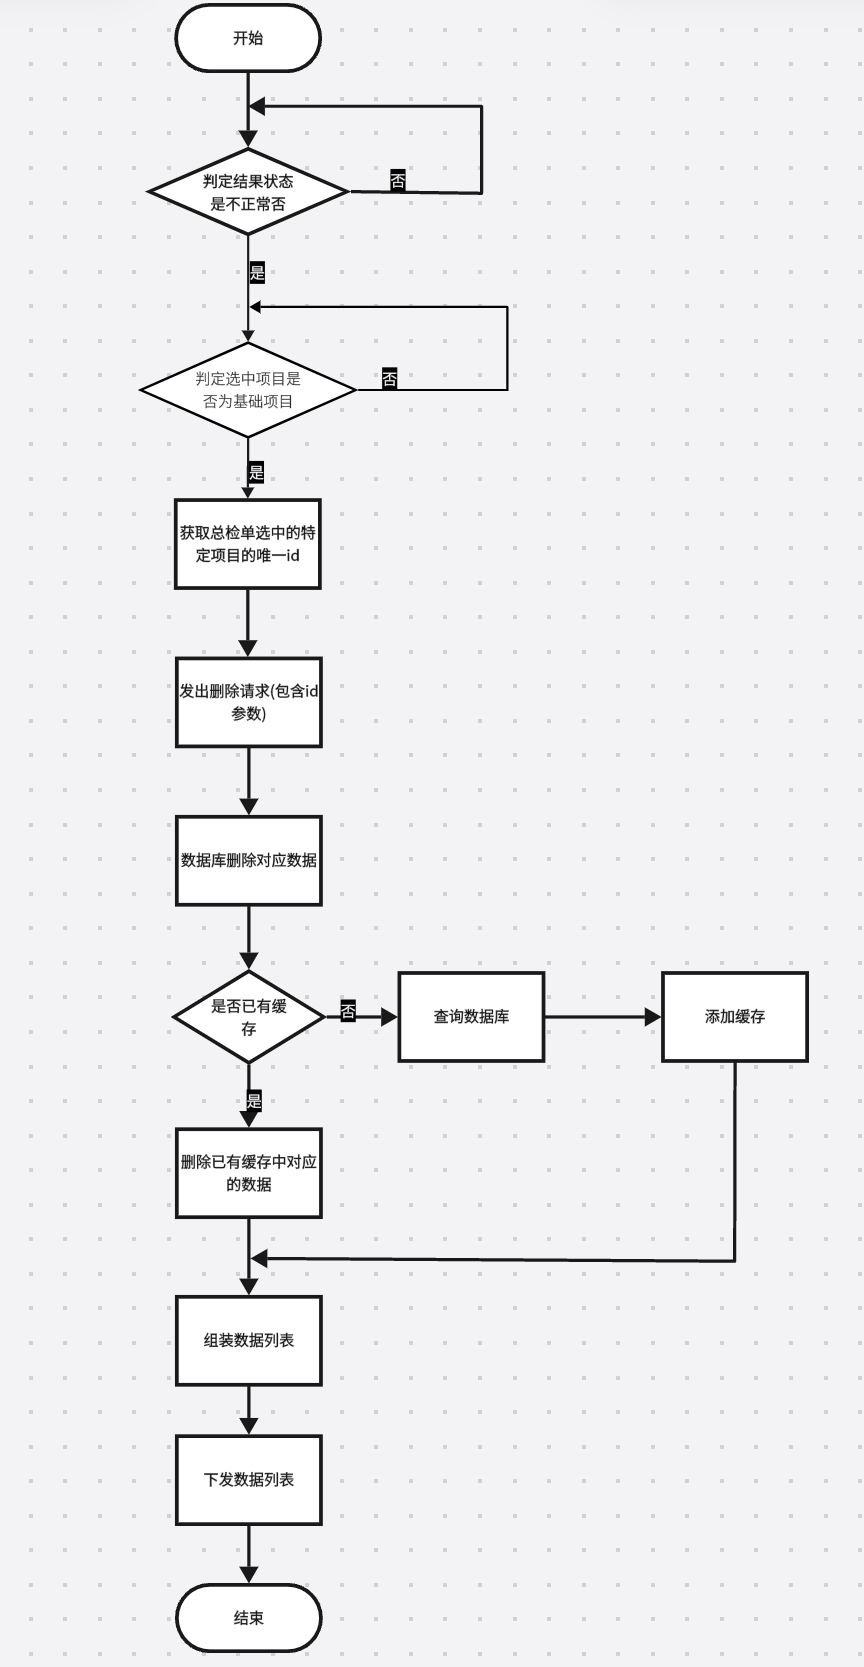 开始
判定结果状态
是不正常否
否
是
判定选中项目是
否为基础项目
否
是
获取总检单选中的特
定项目的唯一id
发出删除请求(包含id
参数)
数据库删除对应数据
是否已有缓
存
否
查询数据库
添加缓存
是
删除已有缓存中对应
的数据
组装数据列表
下发数据列表
结束